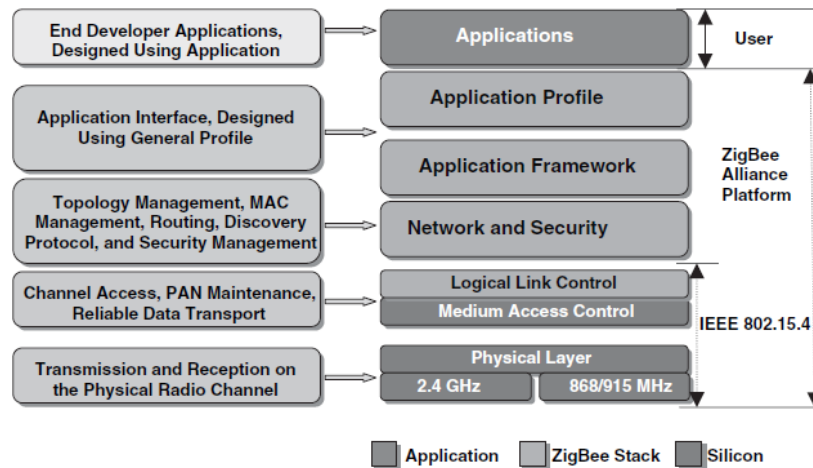 End Developer Applications,
Designed Using Application
Applications
User
Application Interface, Designed
Using General Profile
Application Profile
Application Framework
ZigBee
Alliance
Platform
Topology Management, MAC
Management, Routing, Discovery
Protocol, and Security Management
Network and Security
Channel Access, PAN Maintenance,
Reliable Data Transport
Logical Link Control
Medium Access Control
IEEE 802.15.4
Transmission and Reception on
the Physical Radio Channel
Physical Layer
2.4 GHz
868/915 MHz
Application
ZigBee Stack
Silicon